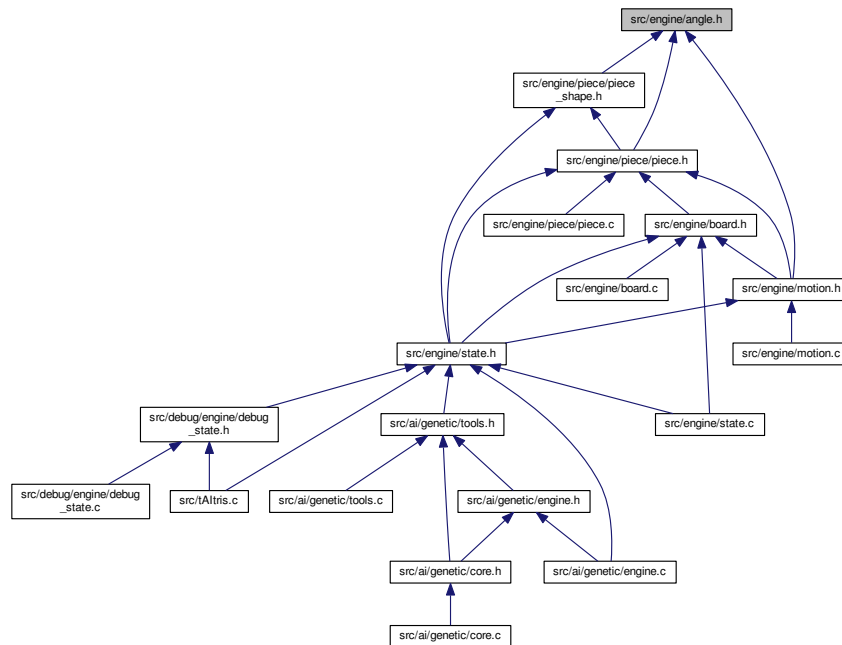 src/engine/angle.h
src/engine/piece/piece
_shape.h
src/engine/piece/piece.h
src/engine/piece/piece.c
src/engine/board.h
src/engine/board.c
src/engine/motion.h
src/engine/state.h
src/engine/motion.c
src/debug/engine/debug
_state.h
src/ai/genetic/tools.h
src/engine/state.c
src/debug/engine/debug
_state.c
src/tAItris.c
src/ai/genetic/tools.c
src/ai/genetic/engine.h
src/ai/genetic/core.h
src/ai/genetic/engine.c
src/ai/genetic/core.c